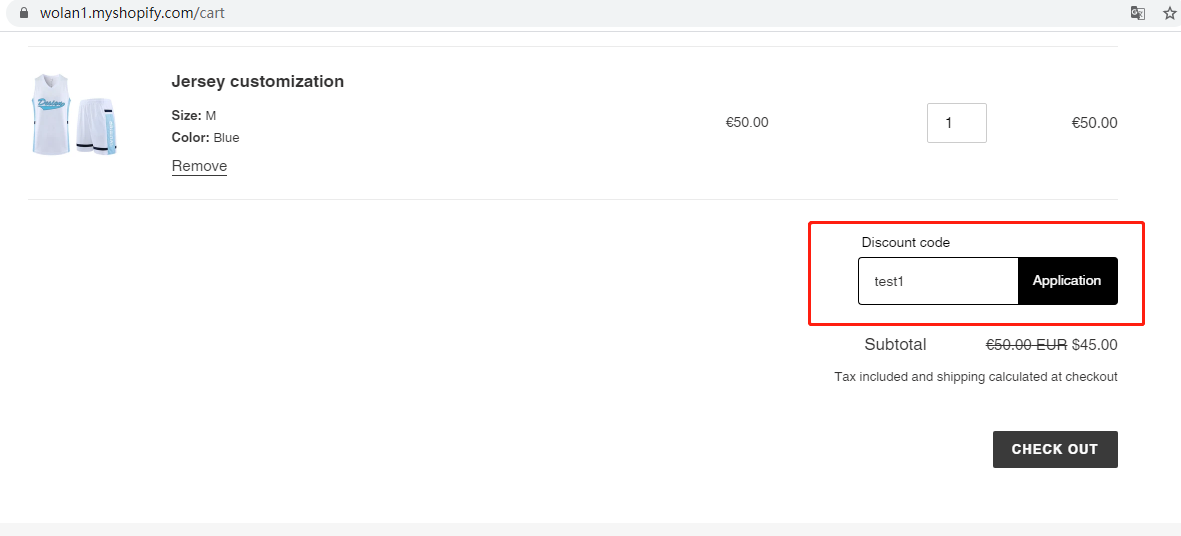 wolan1.myshopify.com/cart
Jersey customization
Design
Size: M
Color: Blue
Remove
€50.00
1
€50.00
Discount code
test1
Application
Subtotal
€50.00 EUR $45.00
Tax included and shipping calculated at checkout
CHECK OUT